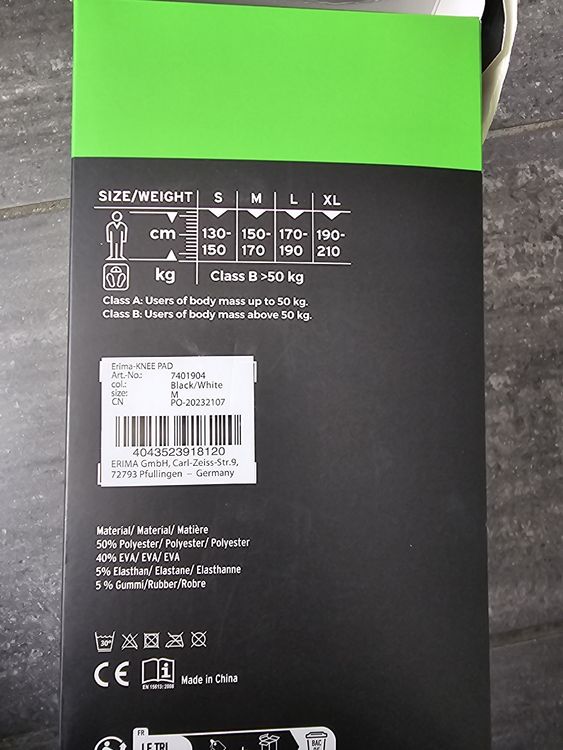 SIZE/WEIGHT S M L XL
cm 130-150 150-170 170-190 190-210
kg Class B >50 kg
Class A: Users of body mass up to 50 kg.
Class B: Users of body mass above 50 kg.
Erima-KNEE PAD
Art.-No.: 7401904
col.: Black/White
size: M
CN PO-20232107
4043523918120
ERIMA GmbH, Carl-Zeiss-Str.9,
72793 Pfullingen – Germany
Material/ Material/ Matière
50% Polyester/ Polyester/ Polyester
40% EVA/ EVA/ EVA
5% Elasthan/ Elastane/ Elasthanne
5 % Gummi/Rubber/Robre
30°
CE
EN 15613: 2008
Made in China
FR
LE TRI
+
BAC